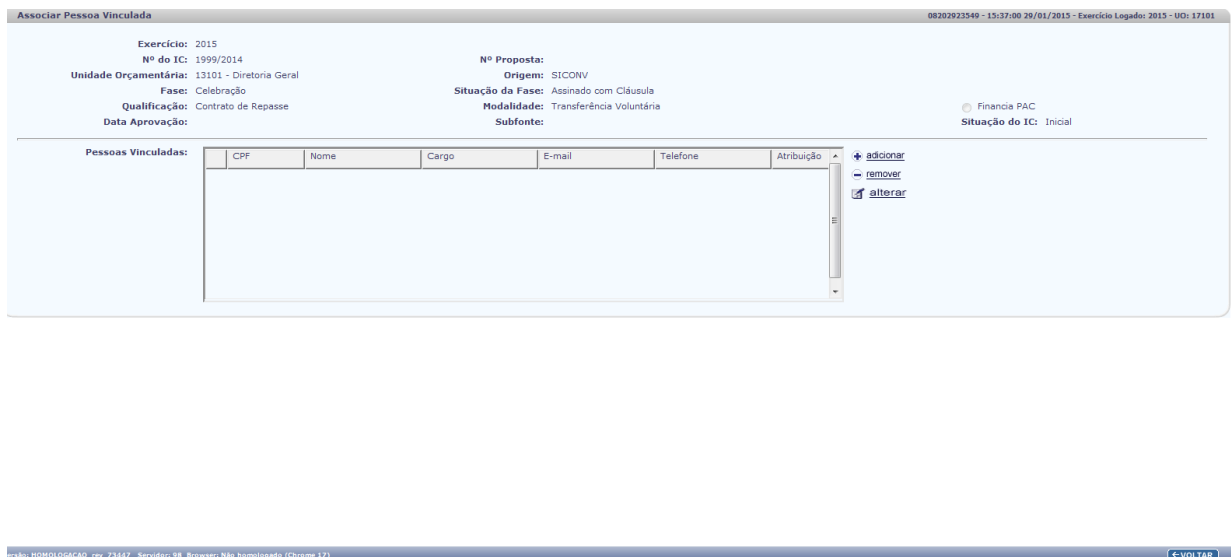 Associar Pessoa Vinculada 08202923549 - 15:37:00 29/01/2015 - Exercício Logado: 2015 - UO: 17101
Exercício: 2015
Nº do IC: 1999/2014 Nº Proposta:
Unidade Orçamentária: 13101 - Diretoria Geral Origem: SICONV
Fase: Celebração Situação da Fase: Assinado com Cláusula
Qualificação: Contrato de Repasse Modalidade: Transferência Voluntária Financia PAC
Data Aprovação: Subfonte: Situação do IC: Inicial
Pessoas Vinculadas: CPF Nome Cargo E-mail Telefone Atribuição adicionar
remover
alterar
ersão: HOMOLOGACAO_rev_73447 Servidor: 98 Browser: Não homologado (Chrome 17) VOLTAR